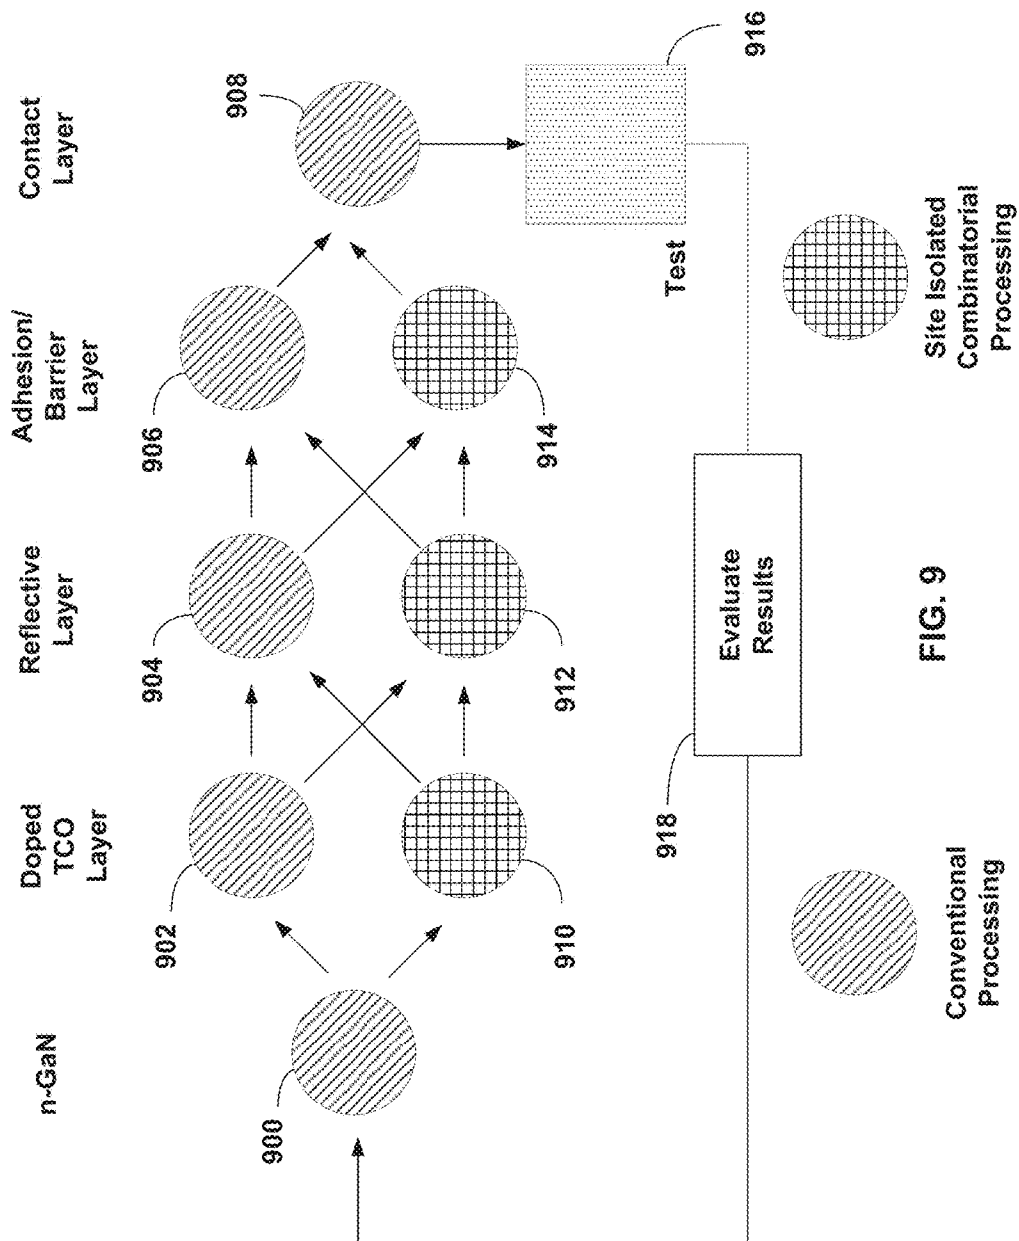 n-GaN
Doped
TCO
Layer
Reflective
Layer
Adhesion/
Barrier
Layer
Contact
Layer
900
902
904
906
908
910
912
914
916
Test
918
Evaluate
Results
Conventional
Processing
Site Isolated
Combinatorial
Processing
FIG. 9